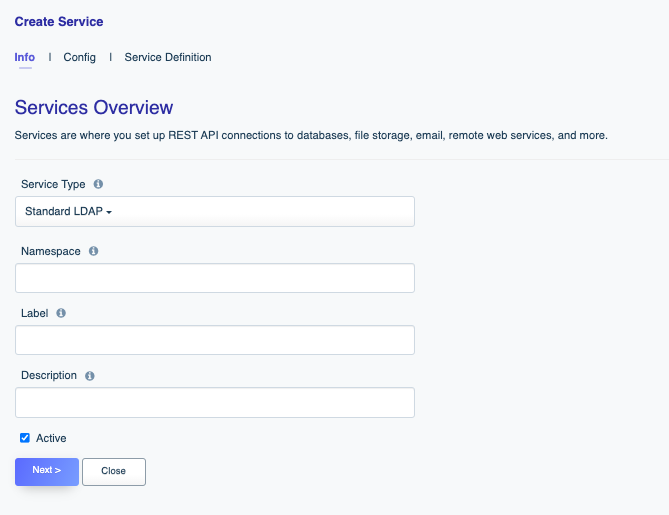 Create Service
Info | Config | Service Definition
Services Overview
Services are where you set up REST API connections to databases, file storage, email, remote web services, and more.
Service Type
Standard LDAP
Namespace
Label
Description
Active
Next > Close